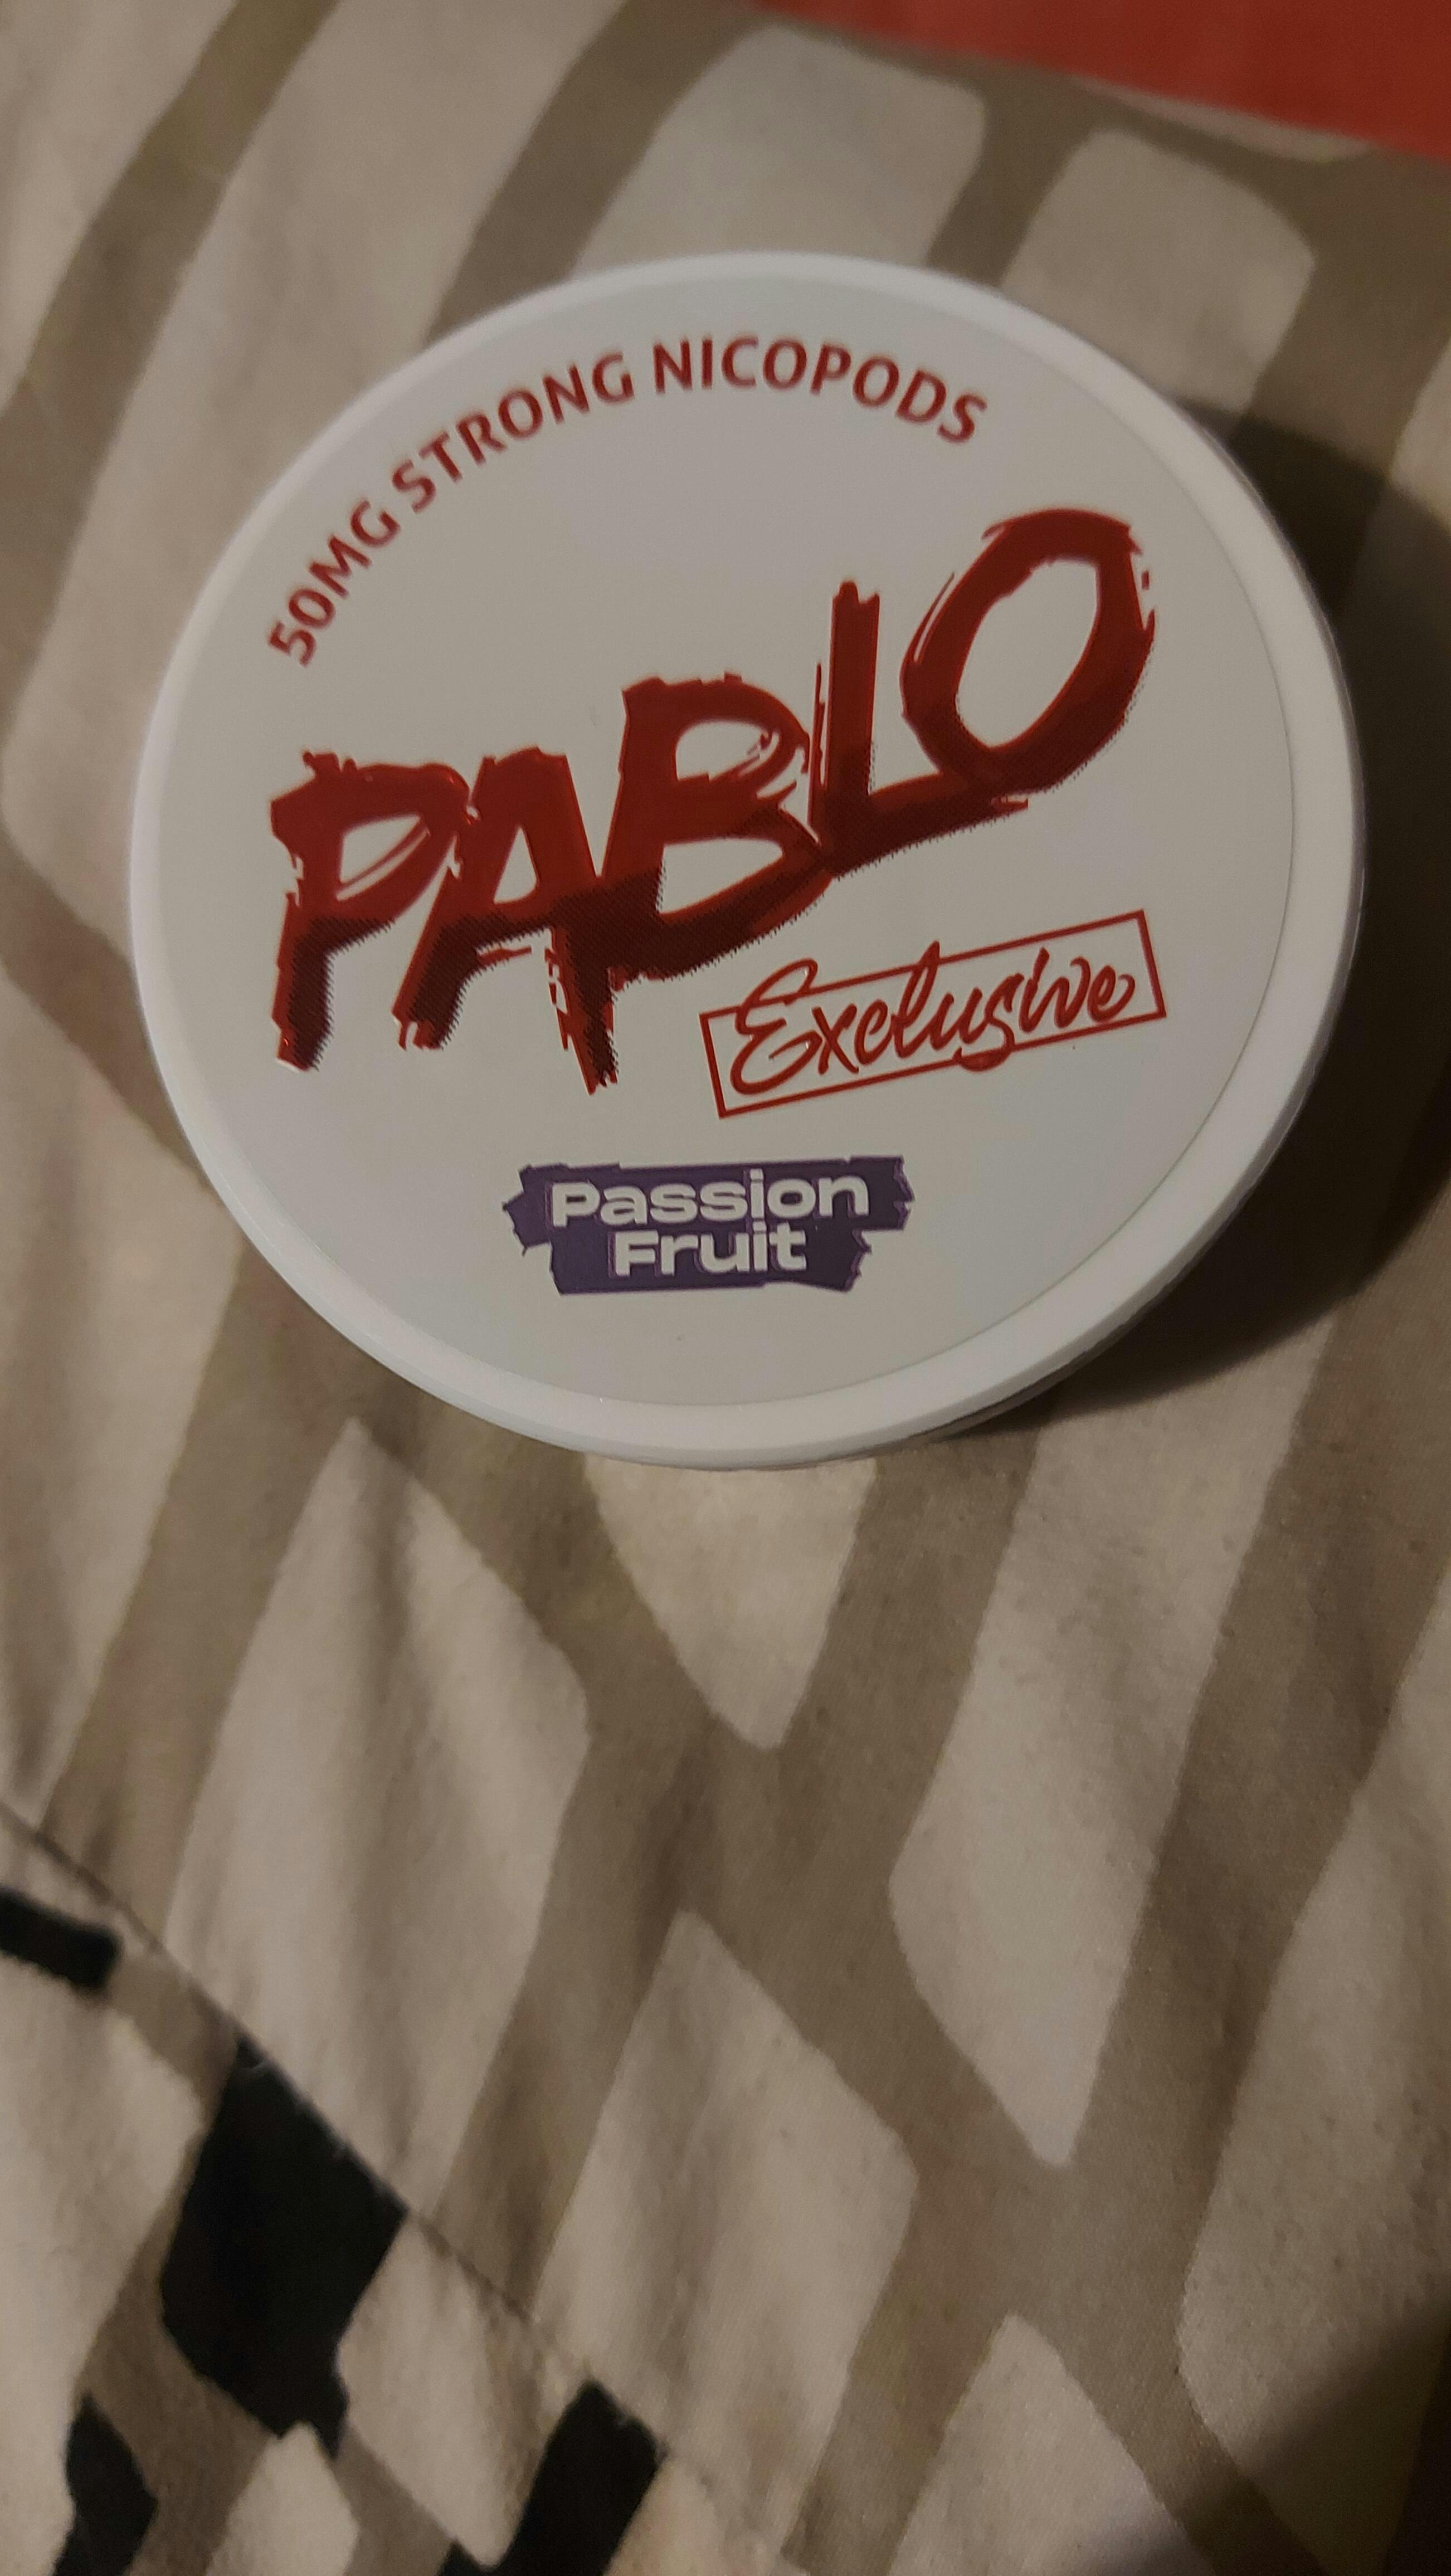 50MG STRONG NICOPODS
PABLO
Exclusive
Passion
Fruit